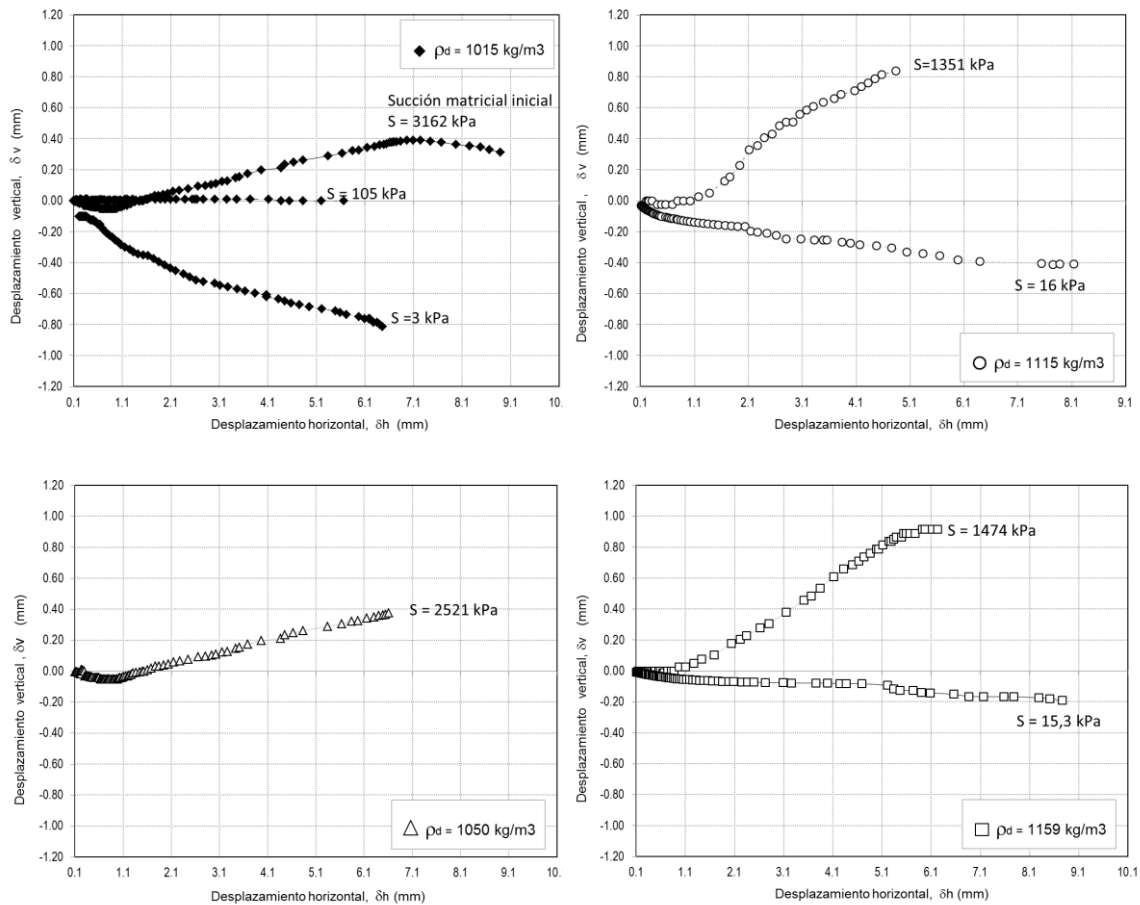 1.20
1.00
0.80
0.60
0.40
0.20
0.00
-0.20
-0.40
-0.60
-0.80
-1.00
-1.20
Desplazamiento vertical, δ v (mm)
ρd = 1015 kg/m3
Succión matricial inicial
S = 3162 kPa
S = 105 kPa
S =3 kPa
0.1 1.1 2.1 3.1 4.1 5.1 6.1 7.1 8.1 9.1 10.
Desplazamiento horizontal, δh (mm)
1.20
1.00
0.80
0.60
0.40
0.20
0.00
-0.20
-0.40
-0.60
-0.80
-1.00
-1.20
Desplazamiento vertical, δ v (mm)
S=1351 kPa
S = 16 kPa
ρd = 1115 kg/m3
0.1 1.1 2.1 3.1 4.1 5.1 6.1 7.1 8.1 9.1
Desplazamiento horizontal, δh (mm)
1.20
1.00
0.80
0.60
0.40
0.20
0.00
-0.20
-0.40
-0.60
-0.80
-1.00
-1.20
Desplazamiento vertical, δv (mm)
S = 2521 kPa
ρd = 1050 kg/m3
0.1 1.1 2.1 3.1 4.1 5.1 6.1 7.1 8.1 9.1 10.
Desplazamiento horizontal, δh (mm)
1.20
1.00
0.80
0.60
0.40
0.20
0.00
-0.20
-0.40
-0.60
-0.80
-1.00
-1.20
Desplazamiento vertical, δv (mm)
S = 1474 kPa
S = 15,3 kPa
ρd = 1159 kg/m3
0.1 1.1 2.1 3.1 4.1 5.1 6.1 7.1 8.1 9.1 10.1
Desplazamiento horizontal, δh (mm)